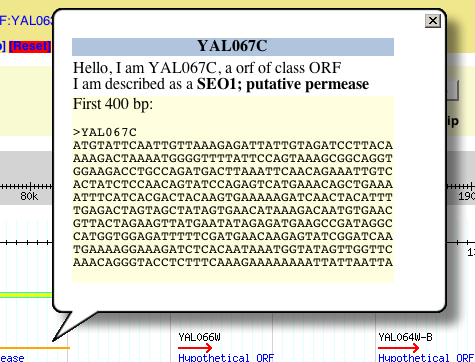 F:YAL06
YAL067C
[Reset]
Hello, I am YAL067C, a orf of class ORF
I am described as a SEO1; putative permease
First 400 bp:
>YAL067C
ATGTATTCAATTGTTAAAGAGATTATTGTAGATCCTTACA
AAAGACTAAAATGGGGTTTTATTCCAGTAAAGCGGCAGGT
GGAAGACCTGCCAGATGACTTAAATTCAACAGAAATTGTC
ACTATCTCCAACAGTATCCAGAGTCATGAAACAGCTGAAA
ATTTCATCACGACTACAAGTGAAAAAGATCAACTACATTT
TGAGACTAGTAGCTATAGTGAACATAAAGACAATGTGAAC
GTTACTAGAAGTTATGAATATAGAGATGAAGCCGATAGGC
CATGGTGGAGATTTTTCGATGAACAAGAGTATCGGATCAA
TGAAAAGGAAAGATCTCACAATAAATGGTATAGTTGGTTC
AAACAGGGTACCTCTTTCAAAGAAAAAAAATTATTAATTA
80k
190
YAL066W
YAL064W-B
ease
Hypothetical ORF
Hypothetical ORF